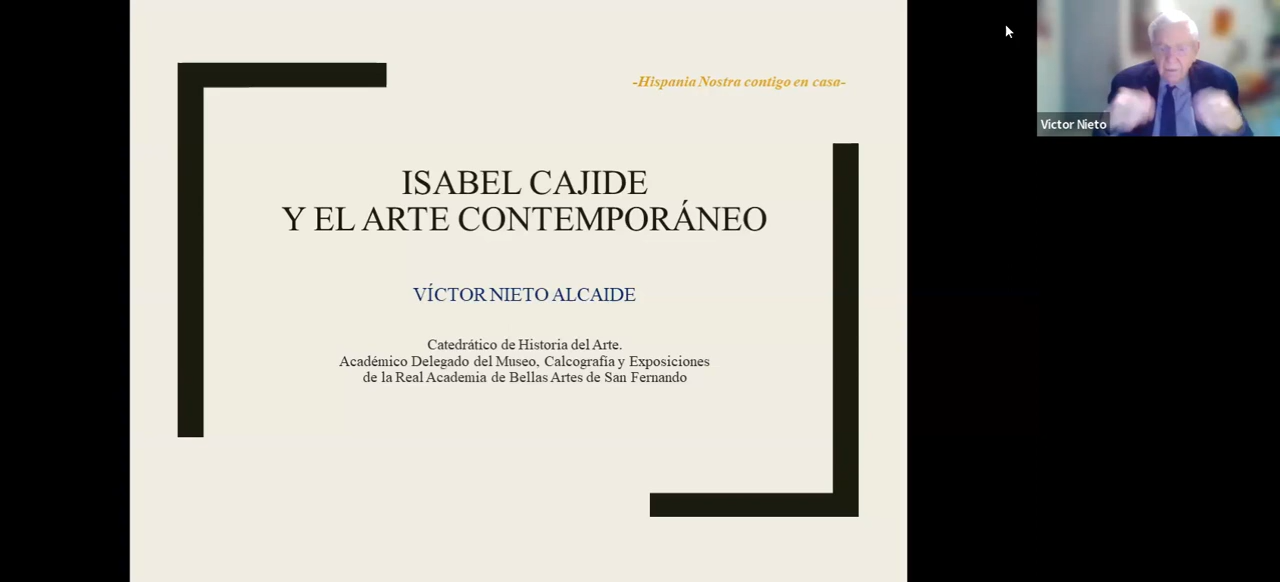 -Hispania Nostra contigo en casa-
ISABEL CAJIDE
Y EL ARTE CONTEMPORÁNEO
VÍCTOR NIETO ALCAIDE
Catedrático de Historia del Arte.
Académico Delegado del Museo, Calcografía y Exposiciones
de la Real Academia de Bellas Artes de San Fernando
Víctor Nieto